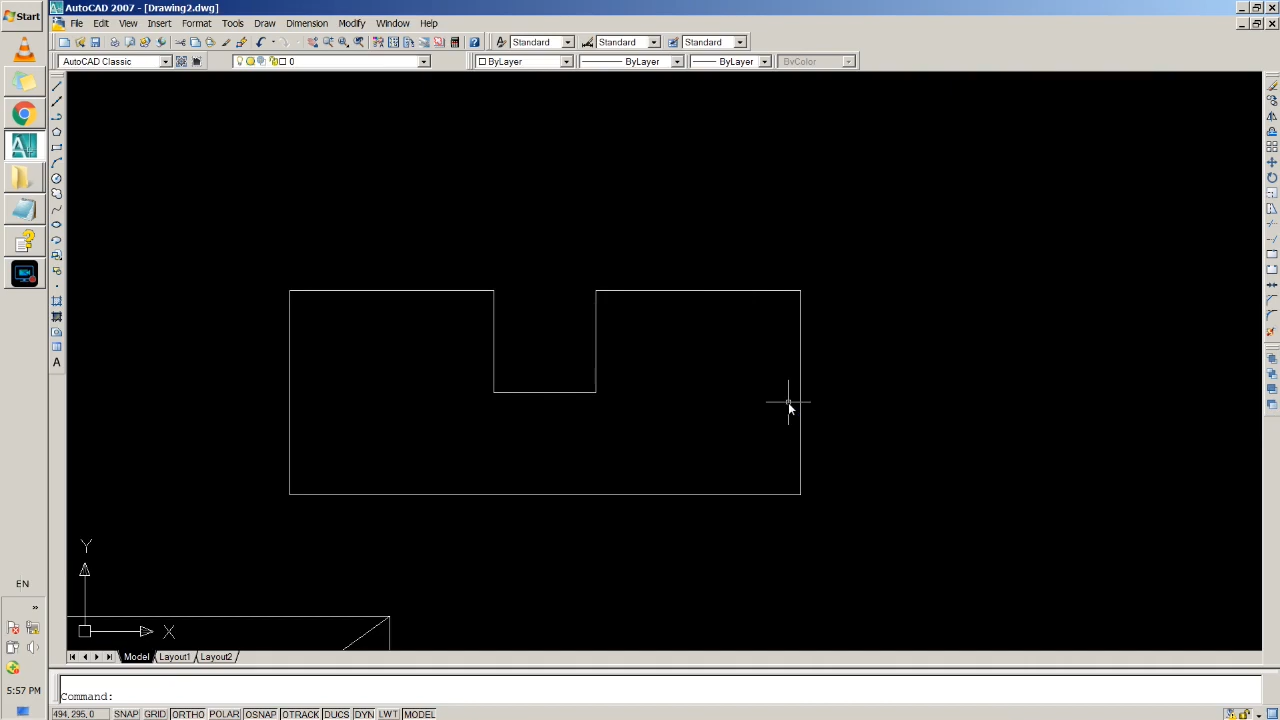 Start
AutoCAD 2007 - [Drawing2.dwg]
File Edit View Insert Format Tools Draw Dimension Modify Window Help
Standard Standard Standard
AutoCAD Classic 0 ByLayer ByLayer ByLayer ByColor
Y
X
EN
Model Layout1 Layout2
5:57 PM
Command:
494,295,0 SNAP GRID ORTHO POLAR OSNAP OTRACK DUCS DYN LWT MODEL